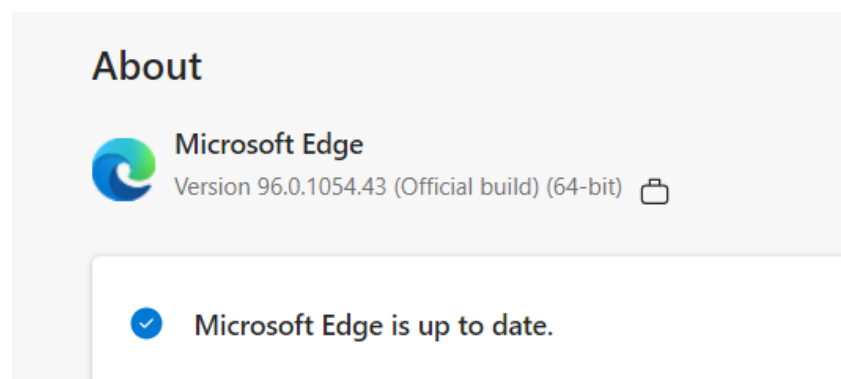 About
Microsoft Edge
Version 96.0.1054.43 (Official build) (64-bit)
Microsoft Edge is up to date.